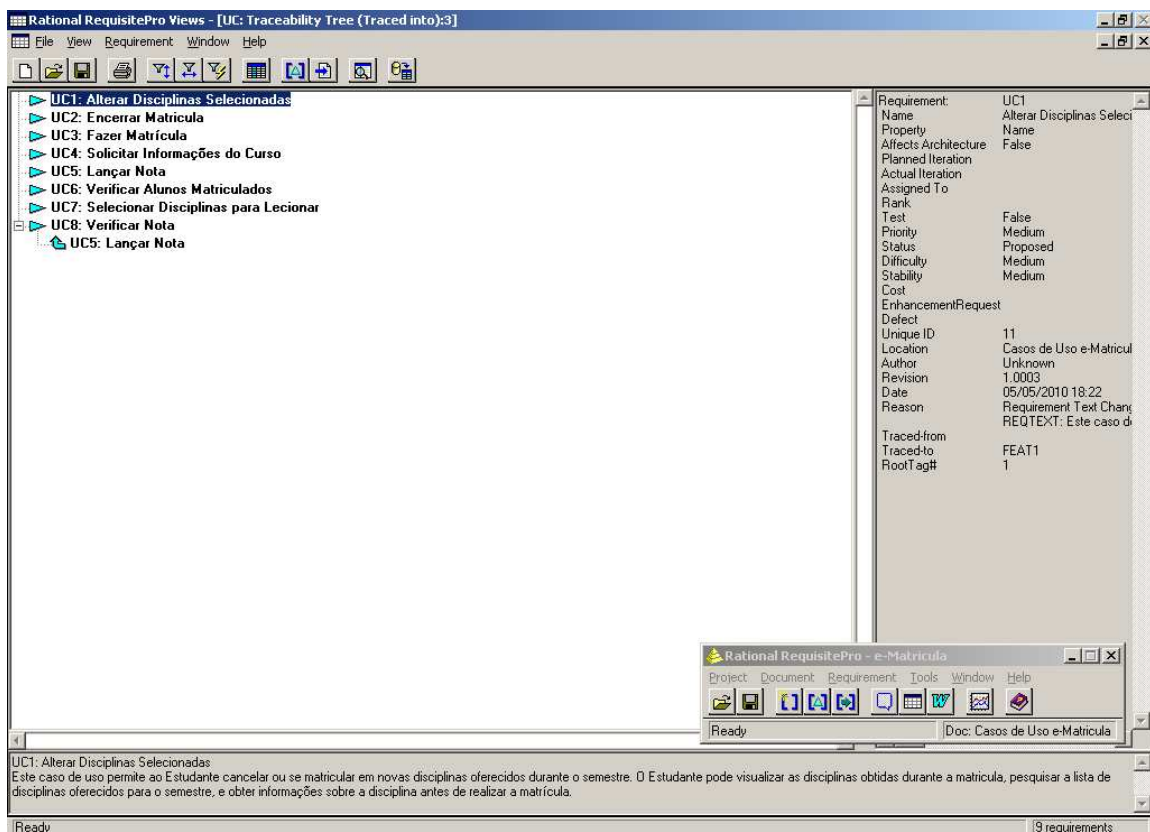 Rational RequisitePro Views - [UC: Traceability Tree (Traced into):3]
File View Requirement Window Help
UC1: Alterar Disciplinas Selecionadas
UC2: Encerrar Matricula
UC3: Fazer Matrícula
UC4: Solicitar Informações do Curso
UC5: Lançar Nota
UC6: Verificar Alunos Matriculados
UC7: Selecionar Disciplinas para Lecionar
UC8: Verificar Nota
UC5: Lançar Nota
Requirement: UC1
Name Alterar Disciplinas Seleci
Property Name
Affects Architecture False
Planned Iteration
Actual Iteration
Assigned To
Rank
Test False
Priority Medium
Status Proposed
Difficulty Medium
Stability Medium
Cost
EnhancementRequest
Defect
Unique ID 11
Location Casos de Uso e-Matricul
Author Unknown
Revision 1.0003
Date 05/05/2010 18:22
Reason Requirement Text Chang
REQTEXT: Este caso d
Traced-from
Traced-to FEAT1
RootTag# 1
Rational RequisitePro - e-Matricula
Project Document Requirement Tools Window Help
Ready Doc: Casos de Uso e-Matricula
UC1: Alterar Disciplinas Selecionadas
Este caso de uso permite ao Estudante cancelar ou se matricular em novas disciplinas oferecidos durante o semestre. O Estudante pode visualizar as disciplinas obtidas durante a matricula, pesquisar a lista de
disciplinas oferecidos para o semestre, e obter informações sobre a disciplina antes de realizar a matrícula.
Ready 9 requirements